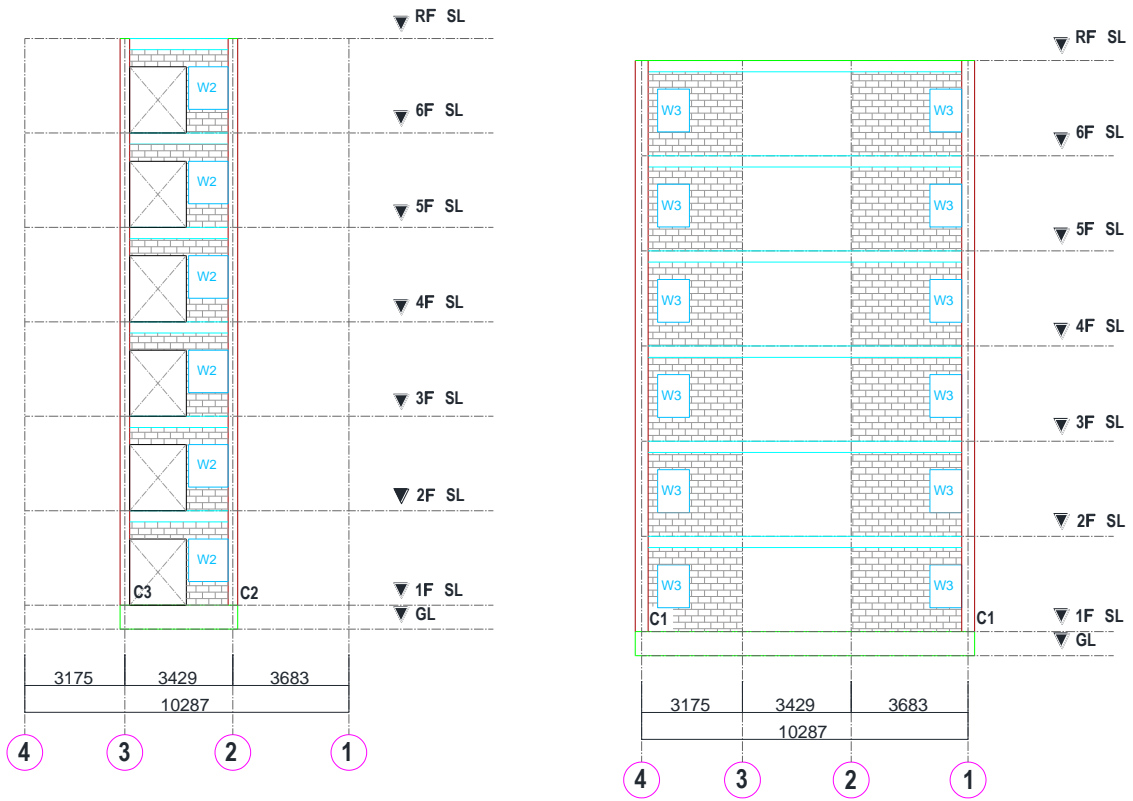 RF SL
W2
6F SL
W2
5F SL
W2
4F SL
W2
3F SL
W2
2F SL
W2
C3
C2
1F SL
GL
3175
3429
3683
10287
4
3
2
1
RF SL
W3
W3
6F SL
W3
W3
5F SL
W3
W3
4F SL
W3
W3
3F SL
W3
W3
2F SL
W3
W3
C1
C1
1F SL
GL
3175
3429
3683
10287
4
3
2
1